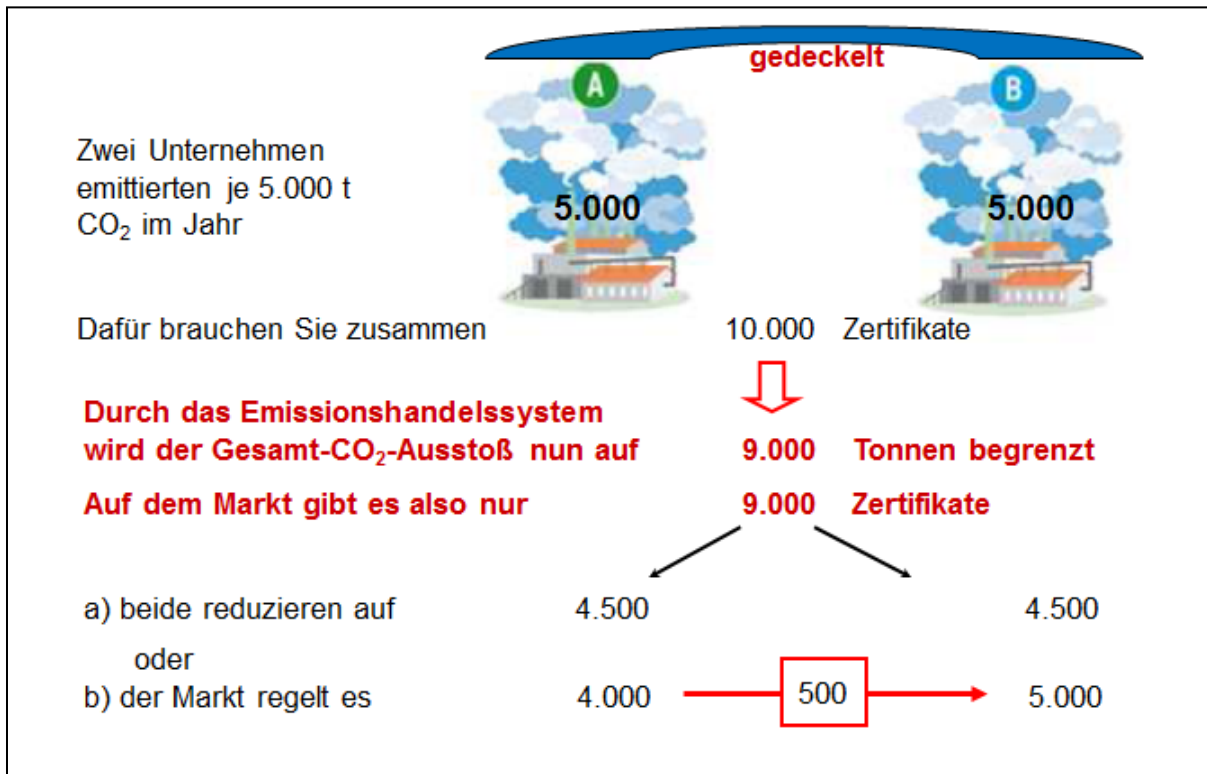 gedeckelt
A
B
Zwei Unternehmen
emittierten je 5.000 t
CO₂ im Jahr
5.000
5.000
Dafür brauchen Sie zusammen 10.000 Zertifikate
Durch das Emissionshandelssystem
wird der Gesamt-CO₂-Ausstoß nun auf 9.000 Tonnen begrenzt
Auf dem Markt gibt es also nur 9.000 Zertifikate
a) beide reduzieren auf 4.500 4.500
oder
b) der Markt regelt es 4.000 500 5.000